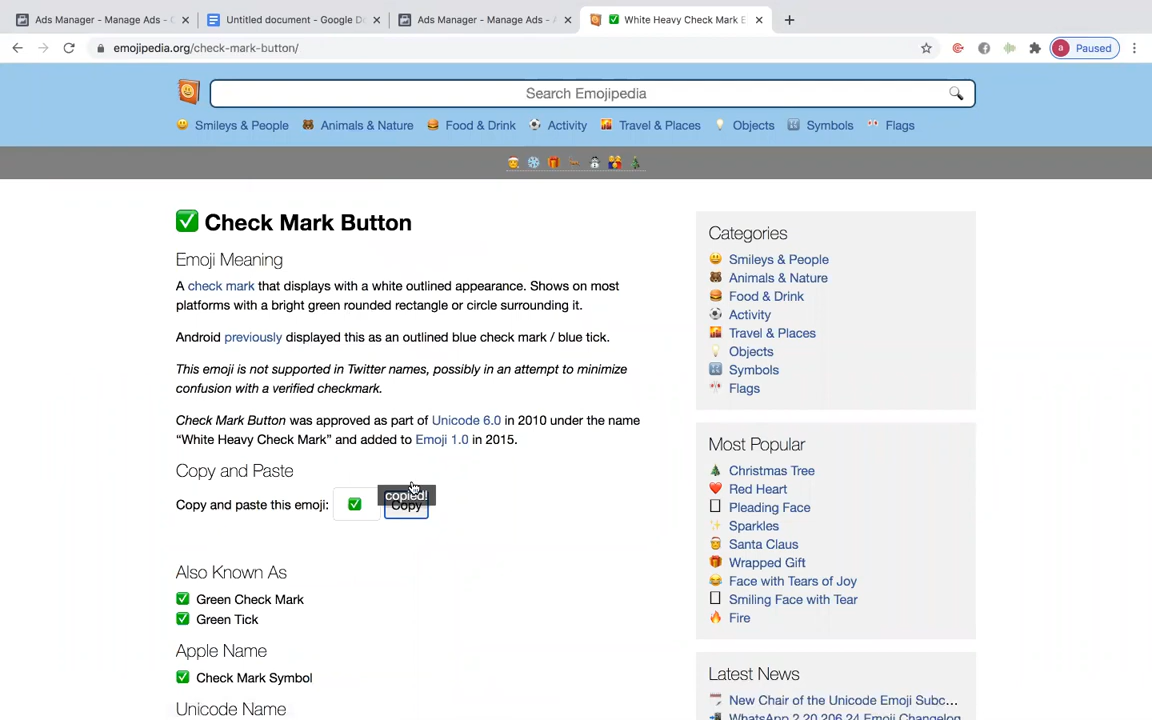 Ads Manager - Manage Ads -
Untitled document - Google D
Ads Manager - Manage Ads -
✅ White Heavy Check Mark E
emojipedia.org/check-mark-button/
a Paused
Search Emojipedia
Smileys & People Animals & Nature Food & Drink Activity Travel & Places Objects Symbols Flags
✅ Check Mark Button
Emoji Meaning
A check mark that displays with a white outlined appearance. Shows on most
platforms with a bright green rounded rectangle or circle surrounding it.
Android previously displayed this as an outlined blue check mark / blue tick.
This emoji is not supported in Twitter names, possibly in an attempt to minimize
confusion with a verified checkmark.
Check Mark Button was approved as part of Unicode 6.0 in 2010 under the name
“White Heavy Check Mark” and added to Emoji 1.0 in 2015.
Copy and Paste
Copy and paste this emoji: ✅ Copy
copied!
Also Known As
✅ Green Check Mark
✅ Green Tick
Apple Name
✅ Check Mark Symbol
Unicode Name
Categories
Smileys & People
Animals & Nature
Food & Drink
Activity
Travel & Places
Objects
Symbols
Flags
Most Popular
Christmas Tree
Red Heart
Pleading Face
Sparkles
Santa Claus
Wrapped Gift
Face with Tears of Joy
Smiling Face with Tear
Fire
Latest News
New Chair of the Unicode Emoji Subc...
WhatsApp 2.20.206.24 Emoji Changelog